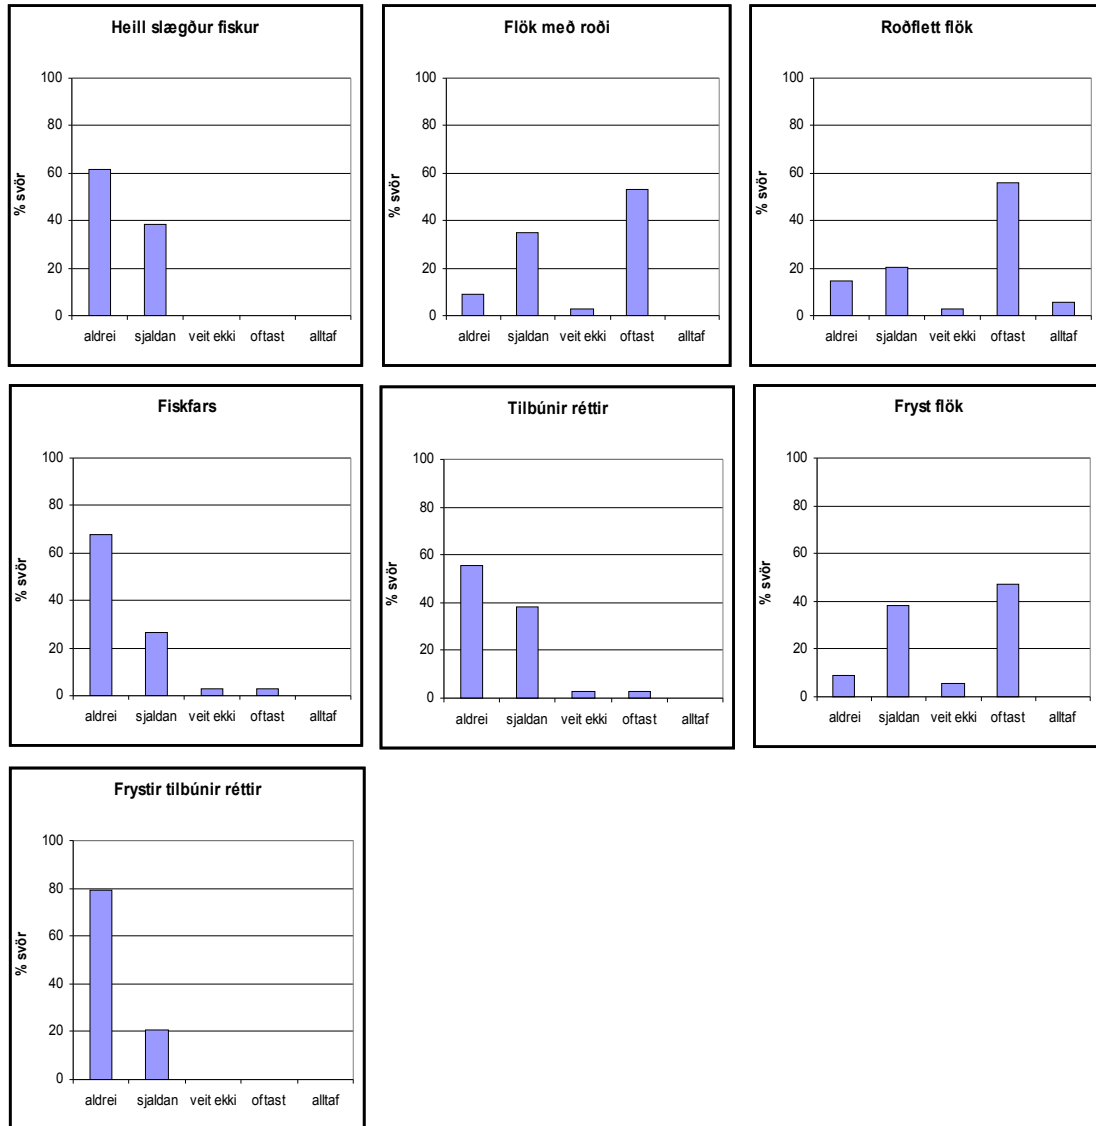 Heill slægður fiskur
% svör
100
80
60
40
20
0
aldrei sjaldan veit ekki oftast alltaf
Flök með roði
% svör
100
80
60
40
20
0
aldrei sjaldan veit ekki oftast alltaf
Roðflett flök
% svör
100
80
60
40
20
0
aldrei sjaldan veit ekki oftast alltaf
Fiskfars
% svör
100
80
60
40
20
0
aldrei sjaldan veit ekki oftast alltaf
Tilbúnir réttir
% svör
100
80
60
40
20
0
aldrei sjaldan veit ekki oftast alltaf
Fryst flök
% svör
100
80
60
40
20
0
aldrei sjaldan veit ekki oftast alltaf
Frystir tilbúnir réttir
% svör
100
80
60
40
20
0
aldrei sjaldan veit ekki oftast alltaf